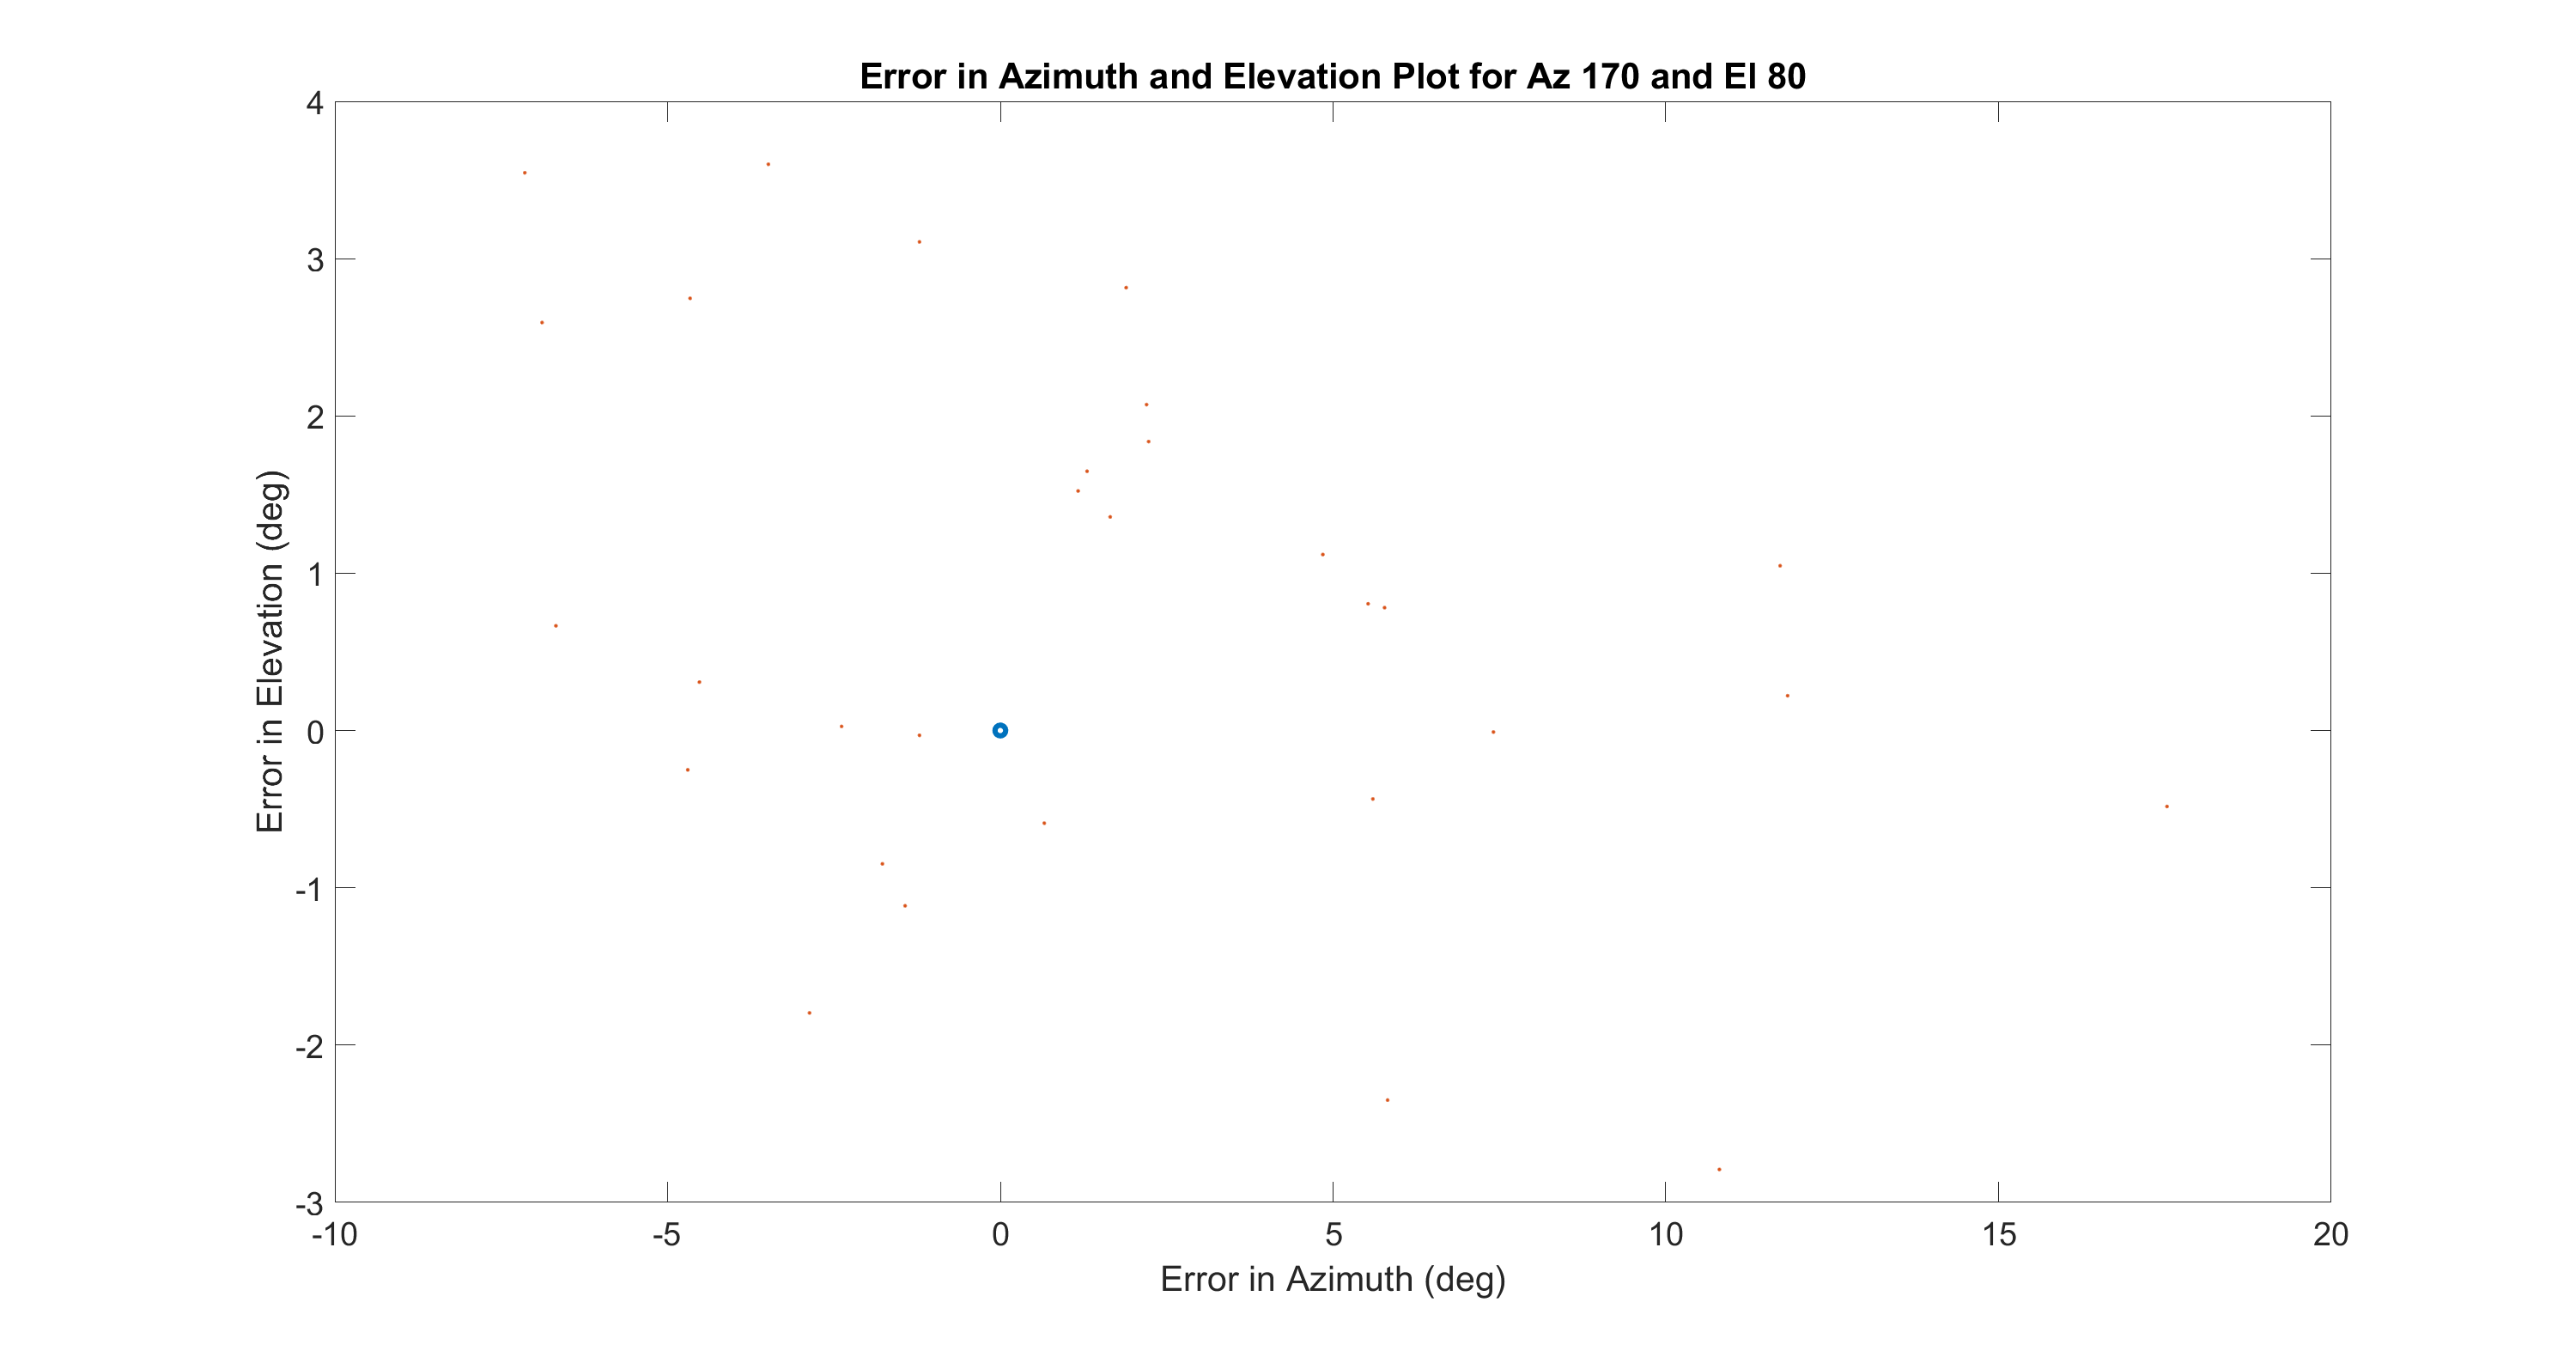 Error in Azimuth and Elevation Plot for Az 170 and El 80
4
3
2
1
0
-1
-2
-3
Error in Elevation (deg)
-10 -5 0 5 10 15 20
Error in Azimuth (deg)